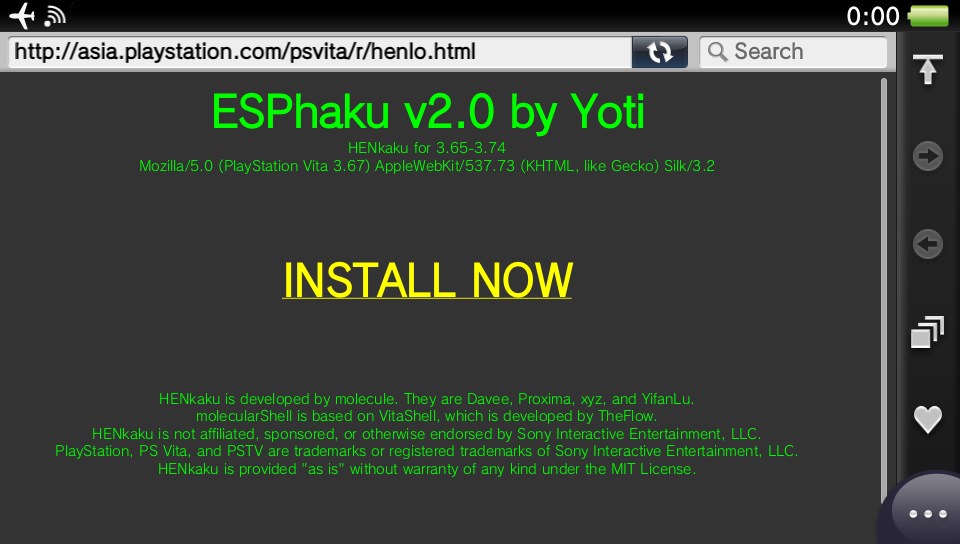 0:00
http://asia.playstation.com/psvita/r/henlo.html
Search
ESPhaku v2.0 by Yoti
HENkaku for 3.65-3.74
Mozilla/5.0 (PlayStation Vita 3.67) AppleWebKit/537.73 (KHTML, like Gecko) Silk/3.2
INSTALL NOW
HENkaku is developed by molecule. They are Davee, Proxima, xyz, and YifanLu.
molecularShell is based on VitaShell, which is developed by TheFlow.
HENkaku is not affiliated, sponsored, or otherwise endorsed by Sony Interactive Entertainment, LLC.
PlayStation, PS Vita, and PSTV are trademarks or registered trademarks of Sony Interactive Entertainment, LLC.
HENkaku is provided "as is" without warranty of any kind under the MIT License.